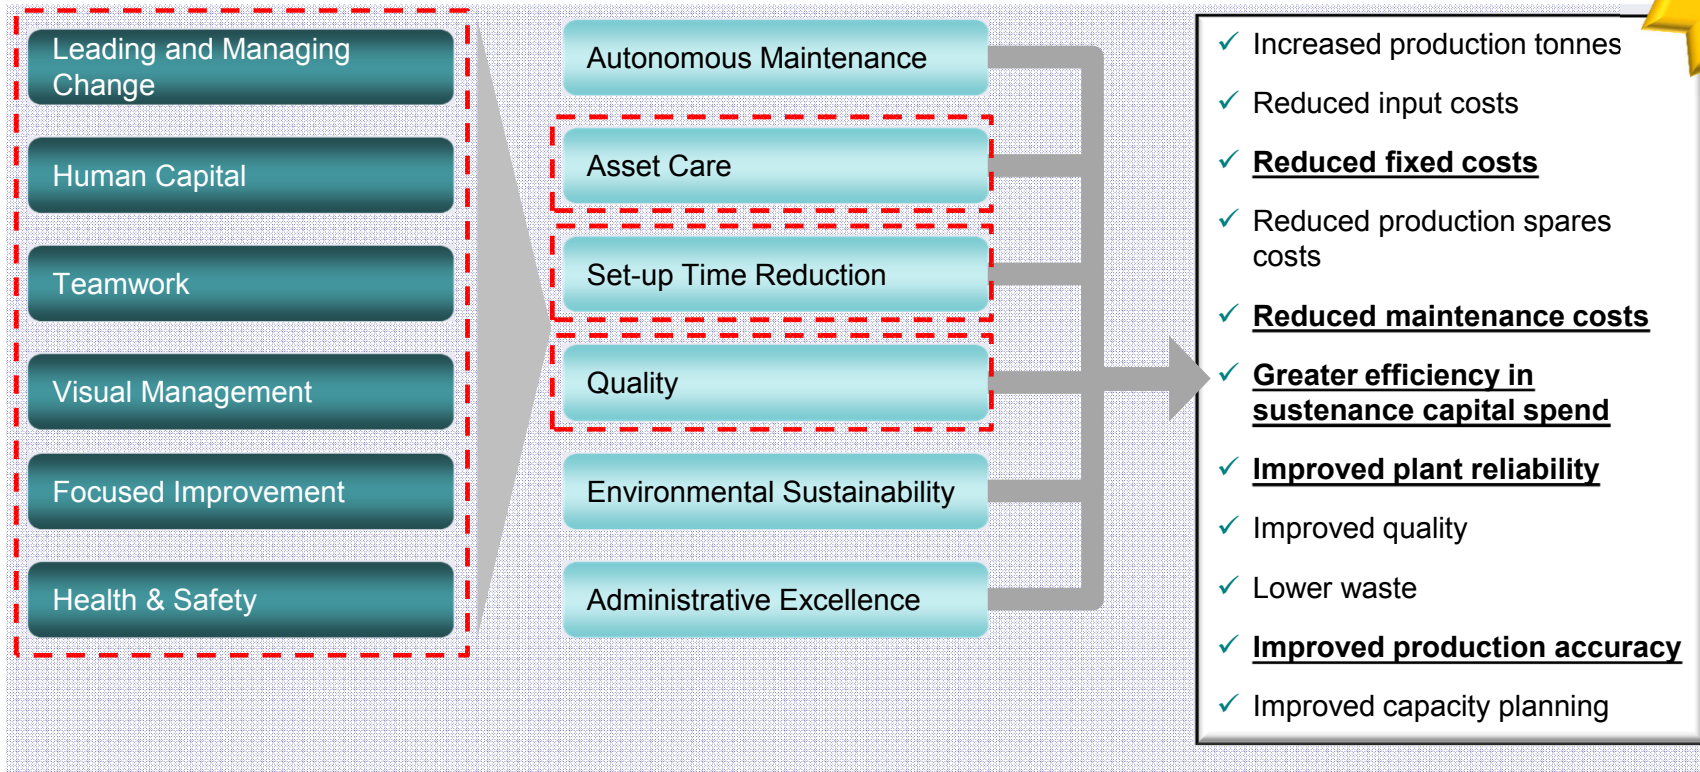 Leading and Managing
Change
Human Capital
Teamwork
Visual Management
Focused Improvement
Health & Safety
Autonomous Maintenance
Asset Care
Set-up Time Reduction
Quality
Environmental Sustainability
Administrative Excellence
✓ Increased production tonnes
✓ Reduced input costs
✓ Reduced fixed costs
✓ Reduced production spares
costs
✓ Reduced maintenance costs
✓ Greater efficiency in
sustenance capital spend
✓ Improved plant reliability
✓ Improved quality
✓ Lower waste
✓ Improved production accuracy
✓ Improved capacity planning